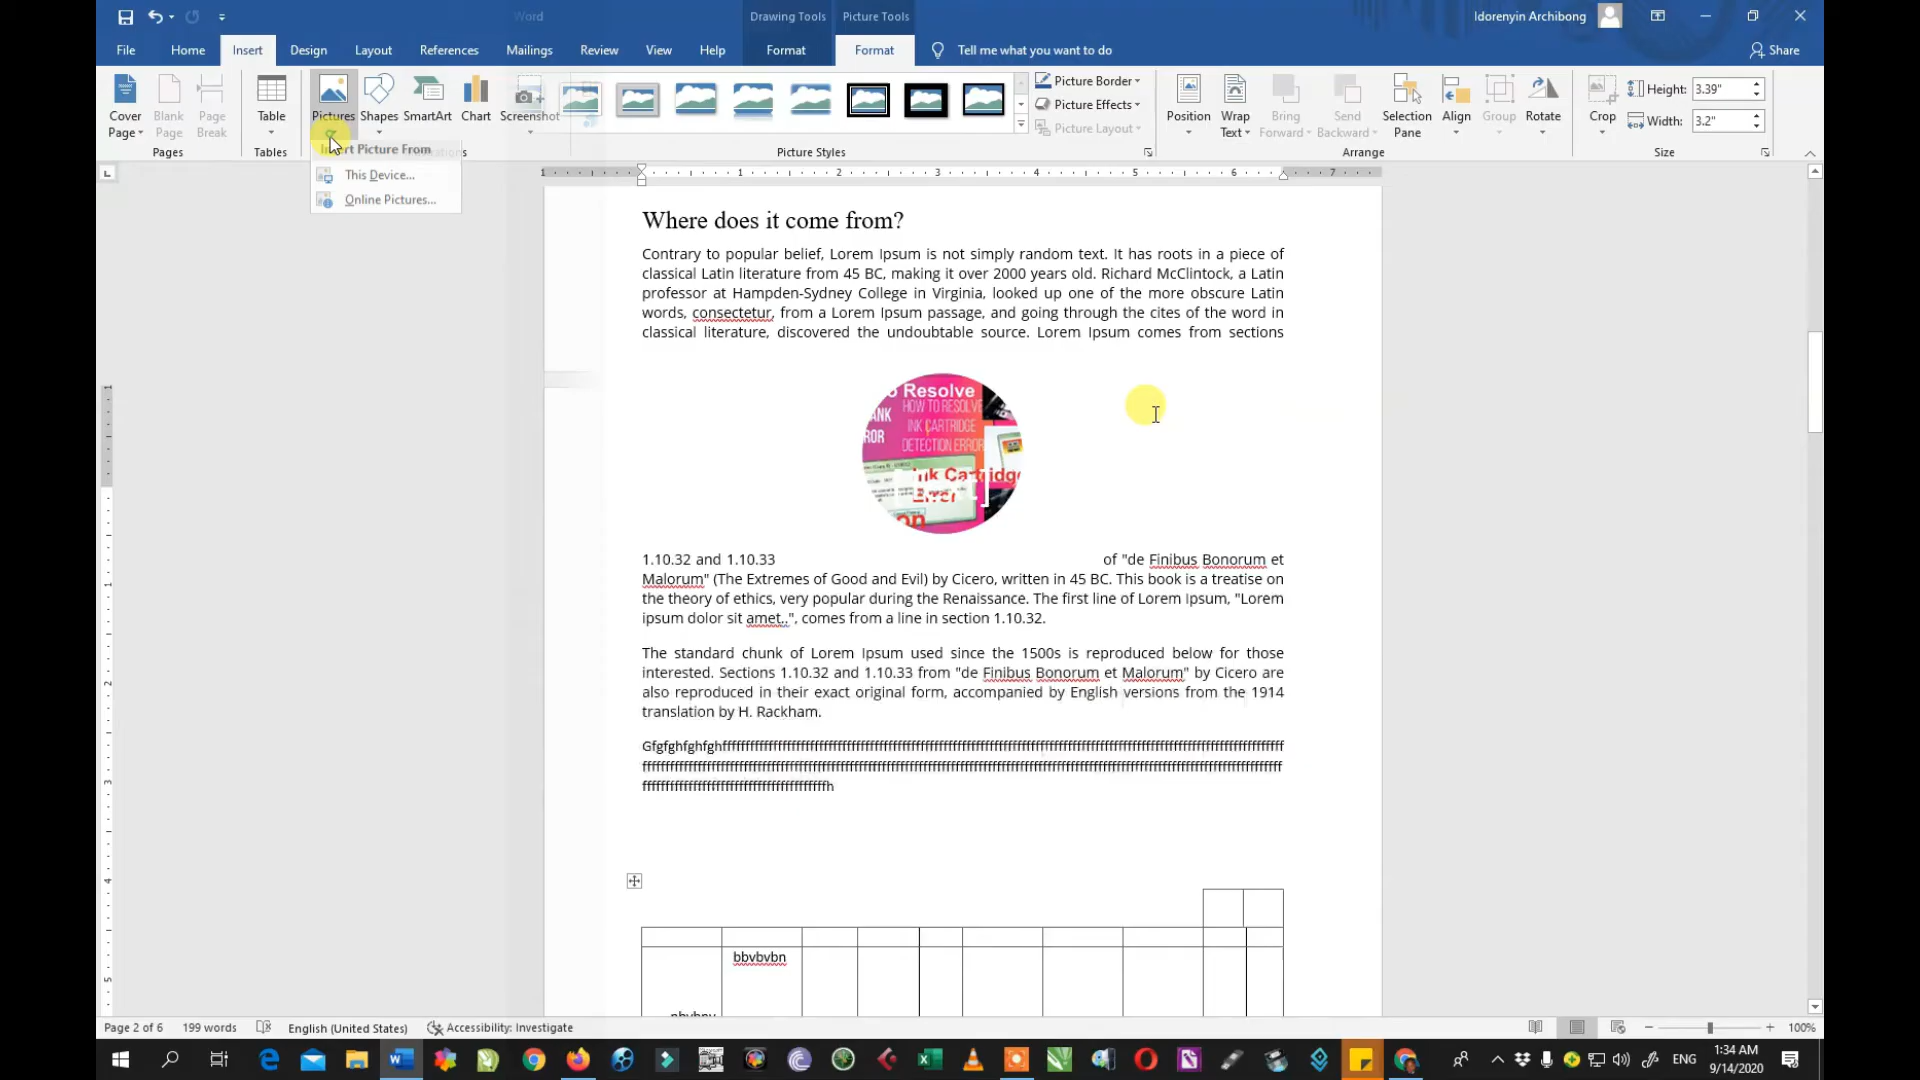 Word
Drawing Tools
Picture Tools
Idorenyin Archibong
File
Home
Insert
Design
Layout
References
Mailings
Review
View
Help
Format
Format
Tell me what you want to do
Share
Cover Page
Blank Page
Page Break
Pages
Table
Tables
Pictures
Shapes
SmartArt
Chart
Screenshot
Insert Picture From
This Device...
Online Pictures...
Picture Styles
Picture Border
Picture Effects
Picture Layout
Position
Wrap Text
Bring Forward
Send Backward
Selection Pane
Align
Group
Rotate
Arrange
Crop
Height: 3.39"
Width: 3.2"
Size
1 1 2 3 4 5 6 7
Where does it come from?
Contrary to popular belief, Lorem Ipsum is not simply random text. It has roots in a piece of
classical Latin literature from 45 BC, making it over 2000 years old. Richard McClintock, a Latin
professor at Hampden-Sydney College in Virginia, looked up one of the more obscure Latin
words, consectetur, from a Lorem Ipsum passage, and going through the cites of the word in
classical literature, discovered the undoubtable source. Lorem Ipsum comes from sections
Resolve
HOW TO RESOLVE
INK CARTRIDGE
DETECTION ERROR
Ink Cartridge
Error
1.10.32 and 1.10.33 of "de Finibus Bonorum et
Malorum" (The Extremes of Good and Evil) by Cicero, written in 45 BC. This book is a treatise on
the theory of ethics, very popular during the Renaissance. The first line of Lorem Ipsum, "Lorem
ipsum dolor sit amet..", comes from a line in section 1.10.32.
The standard chunk of Lorem Ipsum used since the 1500s is reproduced below for those
interested. Sections 1.10.32 and 1.10.33 from "de Finibus Bonorum et Malorum" by Cicero are
also reproduced in their exact original form, accompanied by English versions from the 1914
translation by H. Rackham.
bbvbvbn
Page 2 of 6
199 words
English (United States)
Accessibility: Investigate
100%
ENG
1:34 AM
9/14/2020